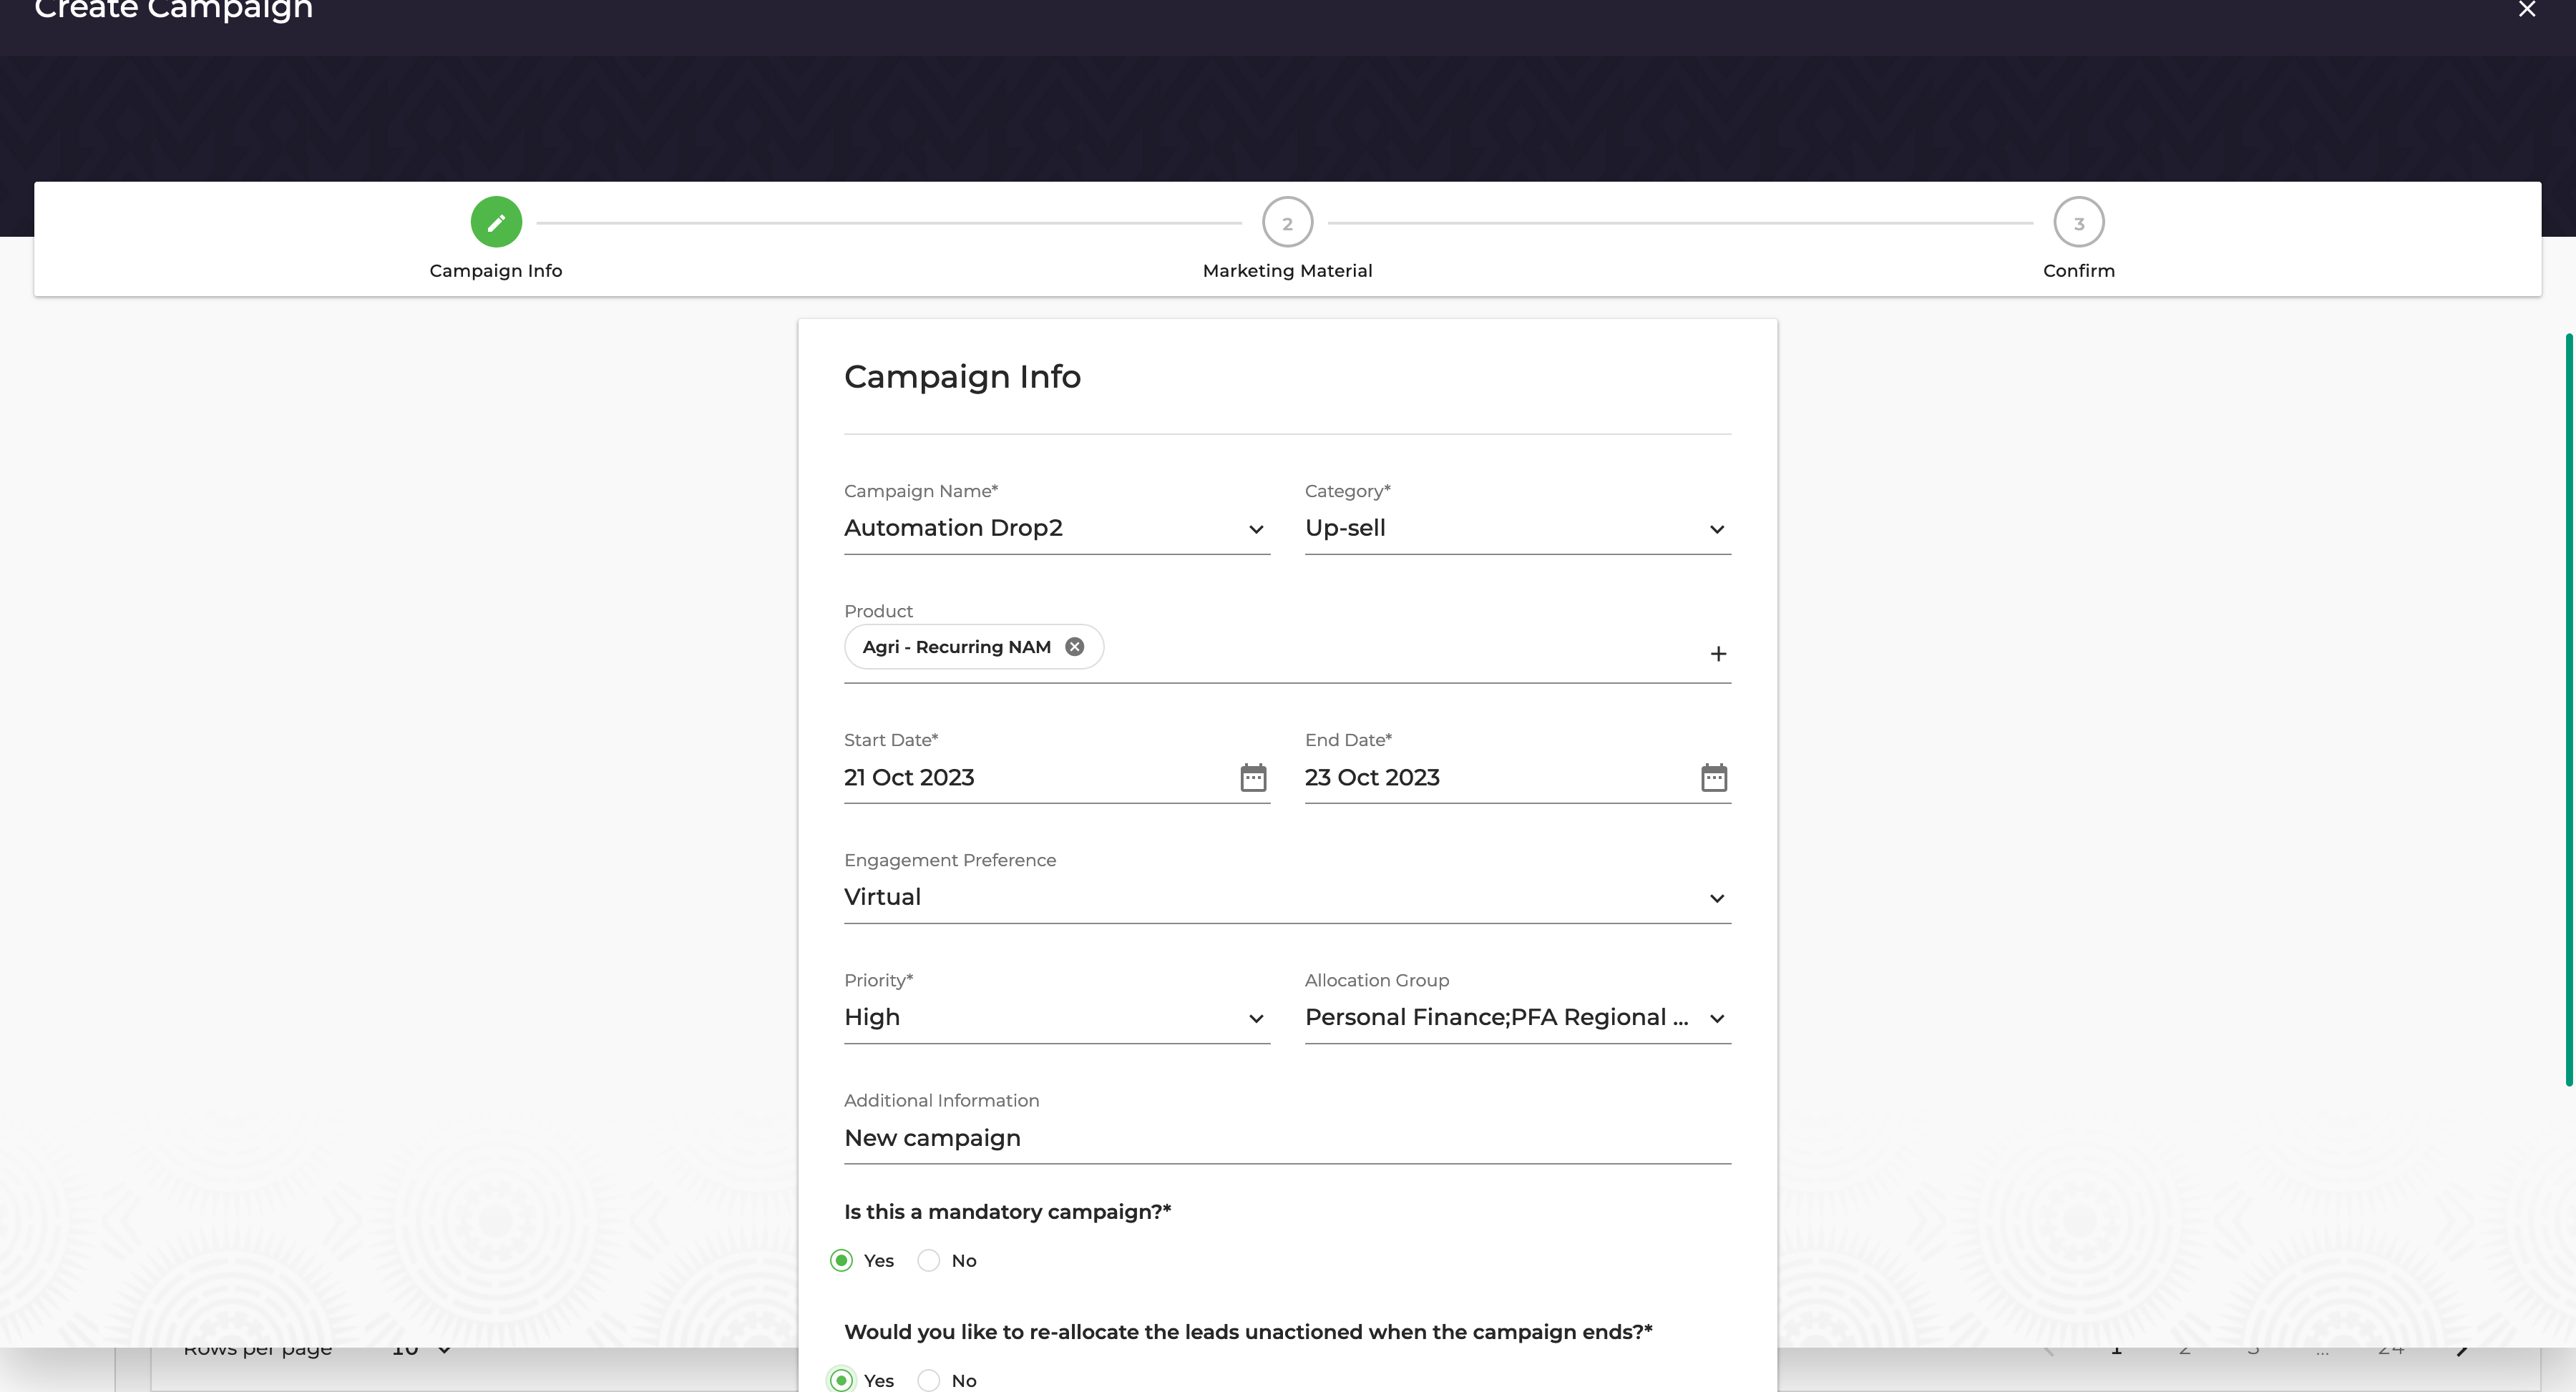 Create Campaign
2
3
Campaign Info
Marketing Material
Confirm
Campaign Info
Campaign Name*
Category*
Automation Drop2
Up-sell
Product
Agri - Recurring NAM
Start Date*
End Date*
21 Oct 2023
23 Oct 2023
Engagement Preference
Virtual
Priority*
Allocation Group
High
Personal Finance;PFA Regional ...
Additional Information
New campaign
Is this a mandatory campaign?*
Yes No
Would you like to re-allocate the leads unactioned when the campaign ends?*
Rows per page 10 1 2 3 ... 24
Yes No